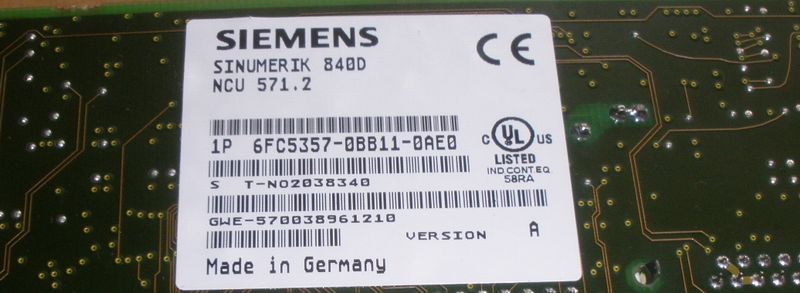 SIEMENS
CE
SINUMERIK 840D
NCU 571.2
1P 6FC5357-0BB11-0AE0
C UL US
LISTED
IND.CONT.EQ
58RA
S T-NO2038340
GWE-570038961210
VERSION A
Made in Germany